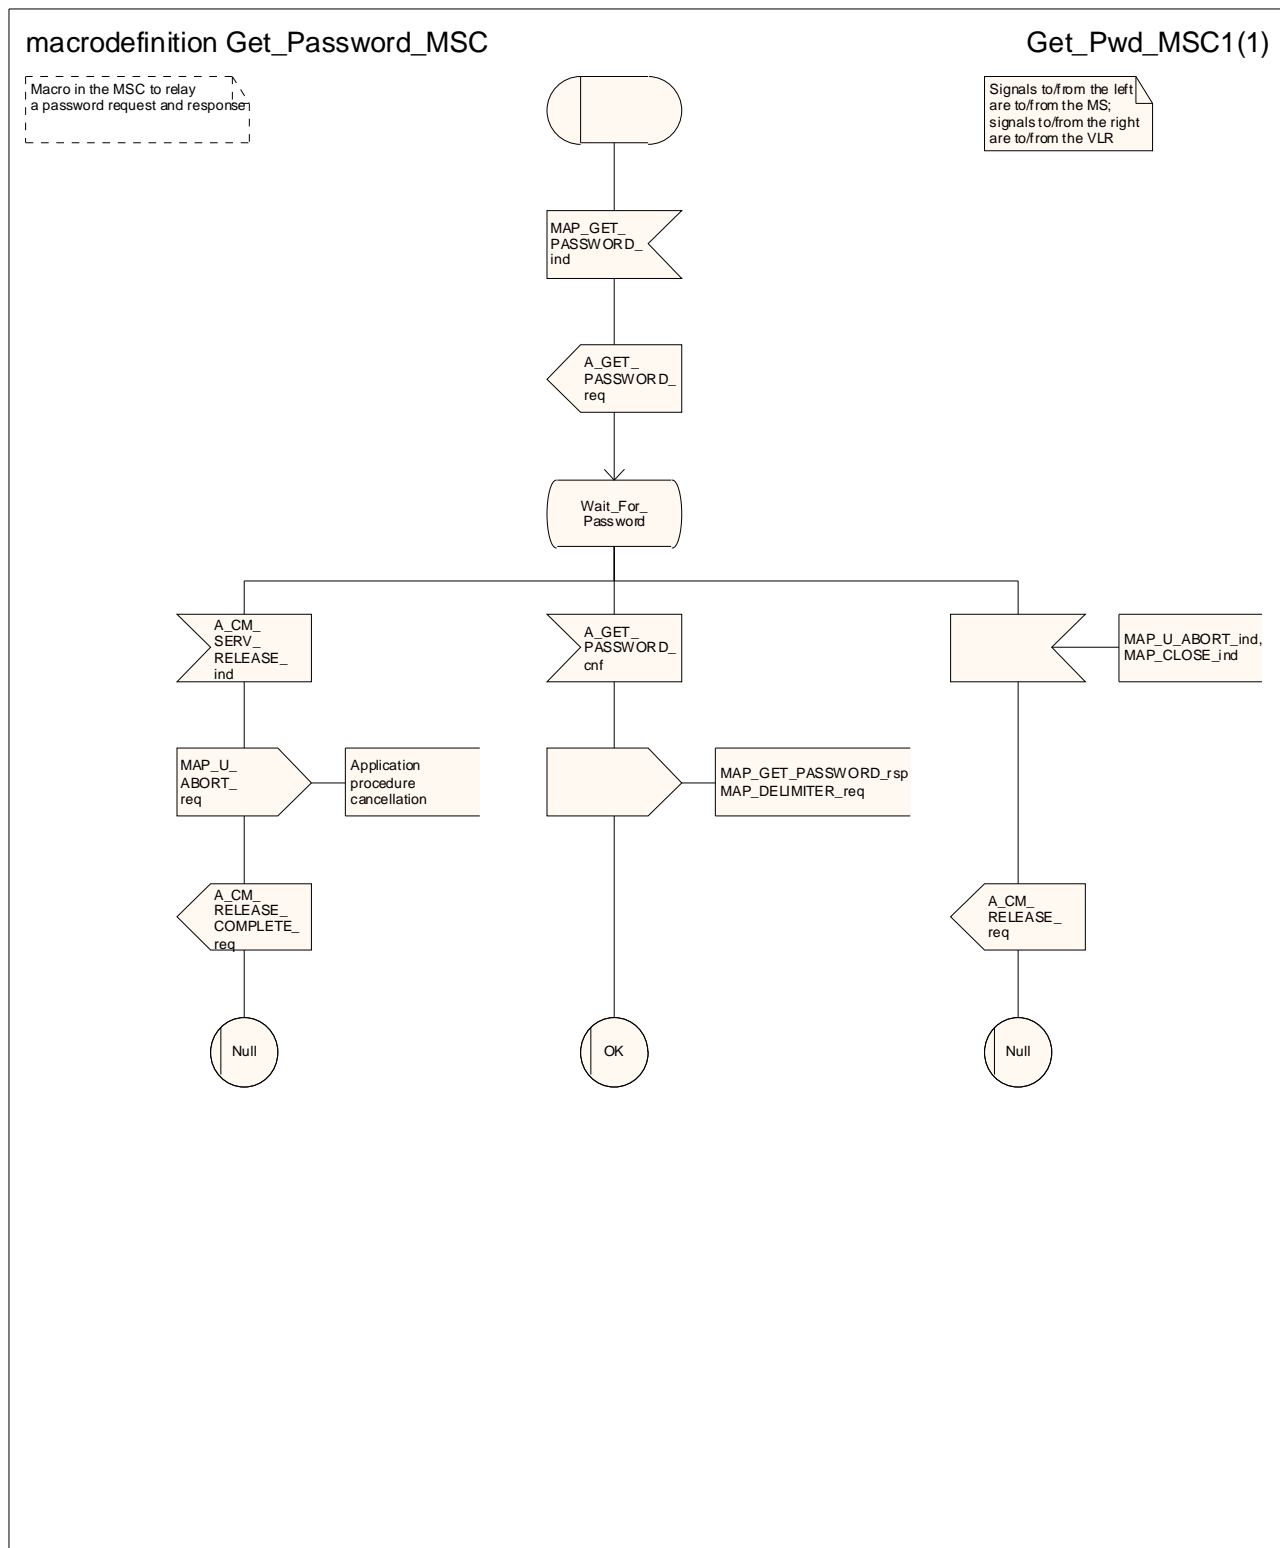 macrodefinition Get_Password_MSC
Get_Pwd_MSC1(1)
Macro in the MSC to relay
a password request and response
Signals to/from the left
are to/from the MS;
signals to/from the right
are to/from the VLR
MAP_GET_
PASSWORD_
ind
A_GET_
PASSWORD_
req
Wait_For_
Password
A_CM_
SERV_
RELEASE_
ind
A_GET_
PASSWORD_
cnf
MAP_U_ABORT_ind,
MAP_CLOSE_ind
MAP_U_
ABORT_
req
Application
procedure
cancellation
MAP_GET_PASSWORD_rsp
MAP_DELIMITER_req
A_CM_
RELEASE_
COMPLETE_
req
A_CM_
RELEASE_
req
Null
OK
Null